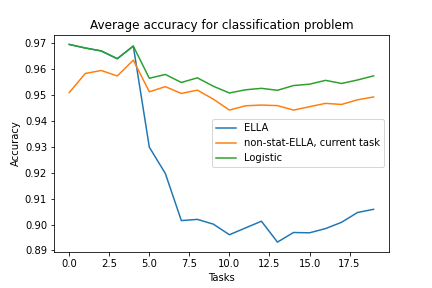 Average accuracy for classification problem
0.97
0.96
0.95
0.94
0.93
0.92
0.91
0.90
0.89
Accuracy
ELLA
non-stat-ELLA, current task
Logistic
0.0 2.5 5.0 7.5 10.0 12.5 15.0 17.5
Tasks